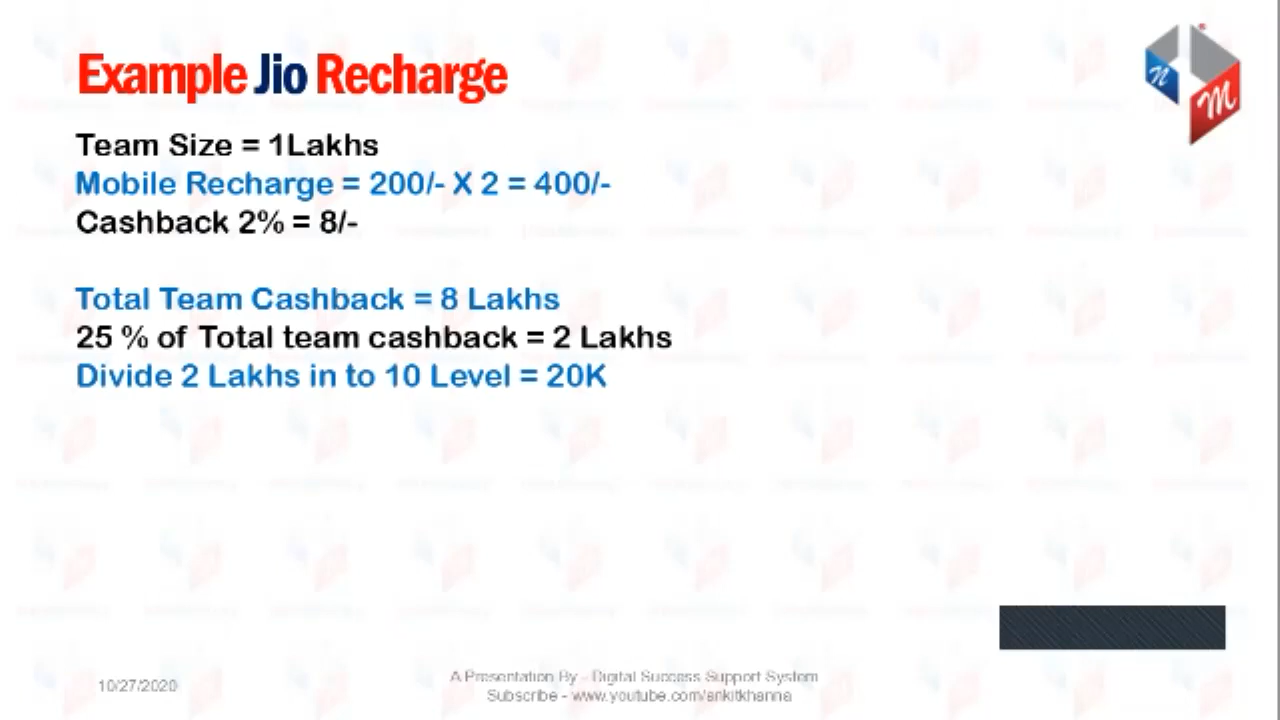 Example Jio Recharge
Team Size = 1Lakhs
Mobile Recharge = 200/- X 2 = 400/-
Cashback 2% = 8/-
Total Team Cashback = 8 Lakhs
25 % of Total team cashback = 2 Lakhs
Divide 2 Lakhs in to 10 Level = 20K
n
M
10/27/2020
A Presentation By - Digital Success Support System
Subscribe - www.youtube.com/ankitkhanna